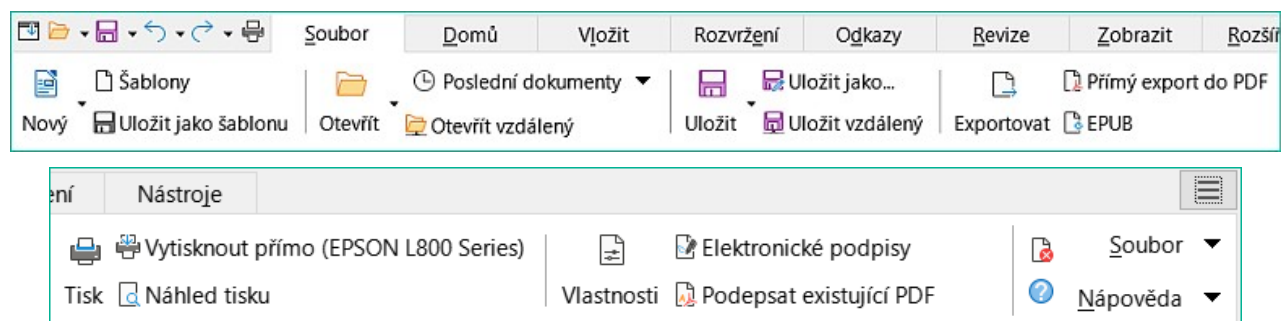 Soubor Domů Vložit Rozvržení Odkazy Revize Zobrazit Rozšíř
Šablony Poslední dokumenty Uložit jako... Přímý export do PDF
Nový Uložit jako šablonu Otevřít Otevřít vzdálený Uložit Uložit vzdálený Exportovat EPUB
ení Nástroje
Vytisknout přímo (EPSON L800 Series) Elektronické podpisy Soubor
Tisk Náhled tisku Vlastnosti Podepsat existující PDF Nápověda